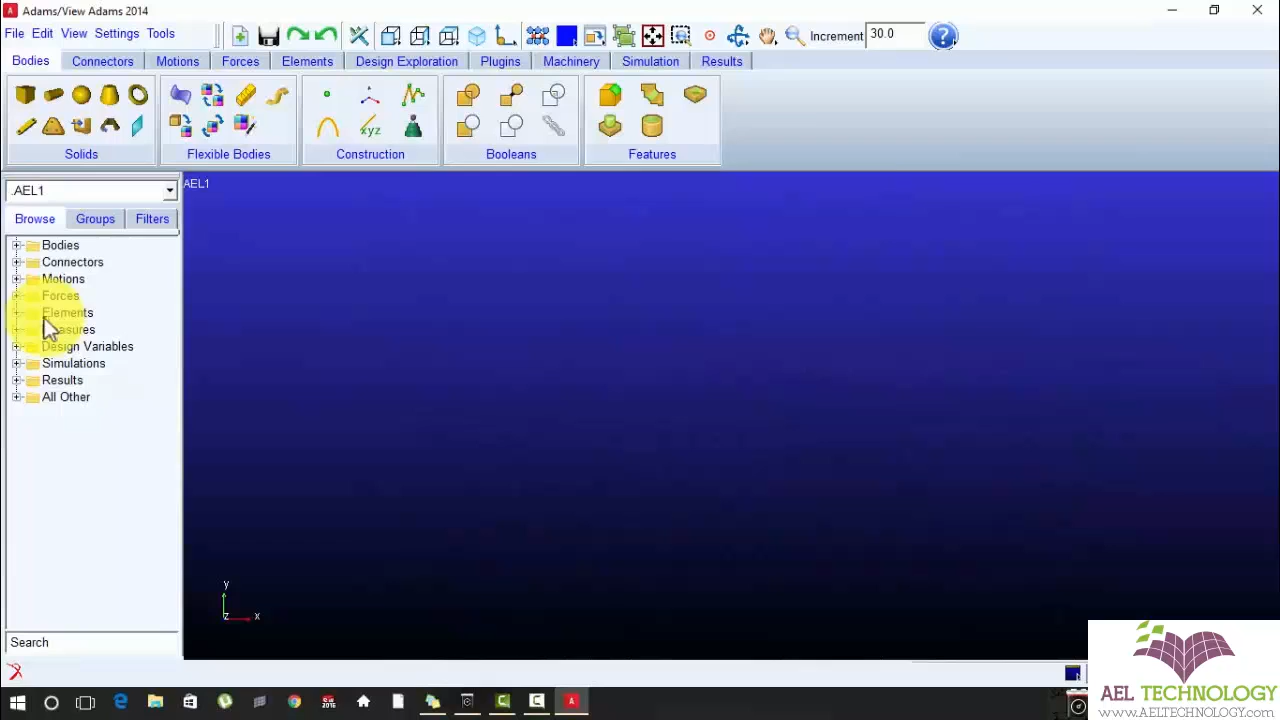 Adams/View Adams 2014
File Edit View Settings Tools
Increment 30.0 ?
Bodies Connectors Motions Forces Elements Design Exploration Plugins Machinery Simulation Results
xyz
Solids Flexible Bodies Construction Booleans Features
.AEL1
AEL1
Browse Groups Filters
Bodies
Connectors
Motions
Forces
Elements
Design Variables
Simulations
Results
All Other
y
z x
Search
AEL TECHNOLOGY
www.AELTECHNOLOGY.com